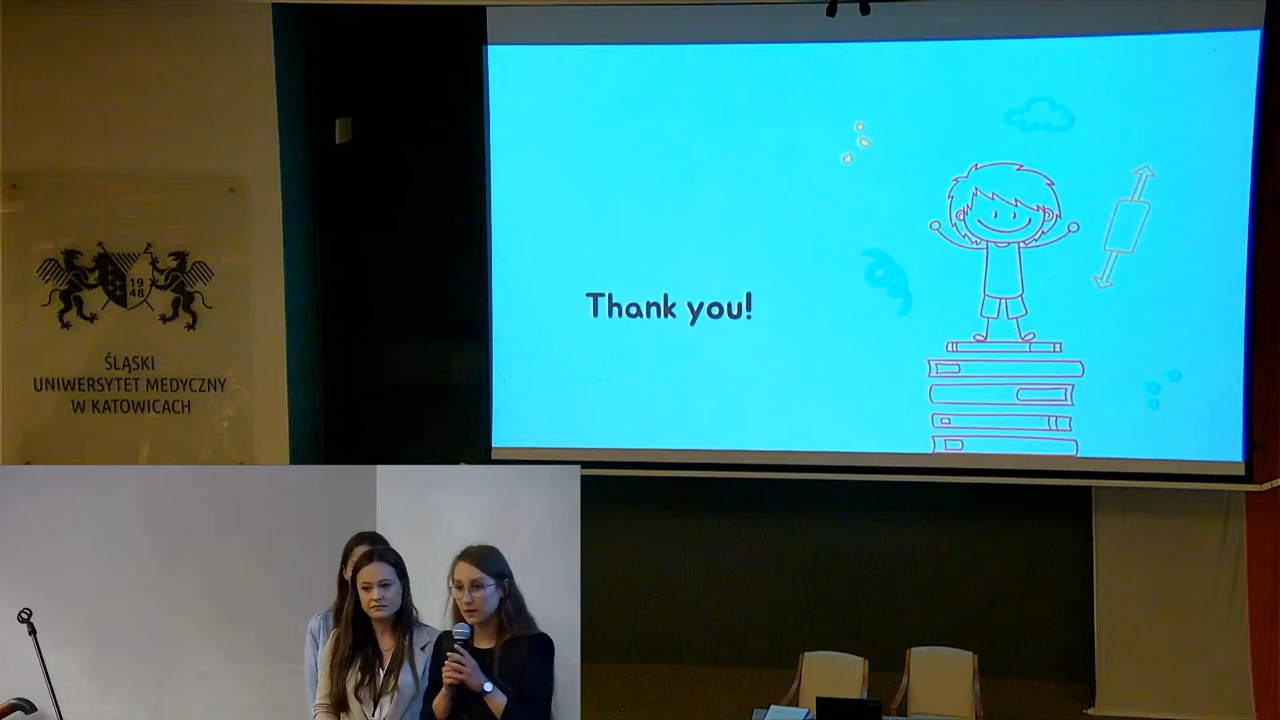 19
48
ŚLĄSKI
UNIWERSYTET MEDYCZNY
W KATOWICACH
Thank you!